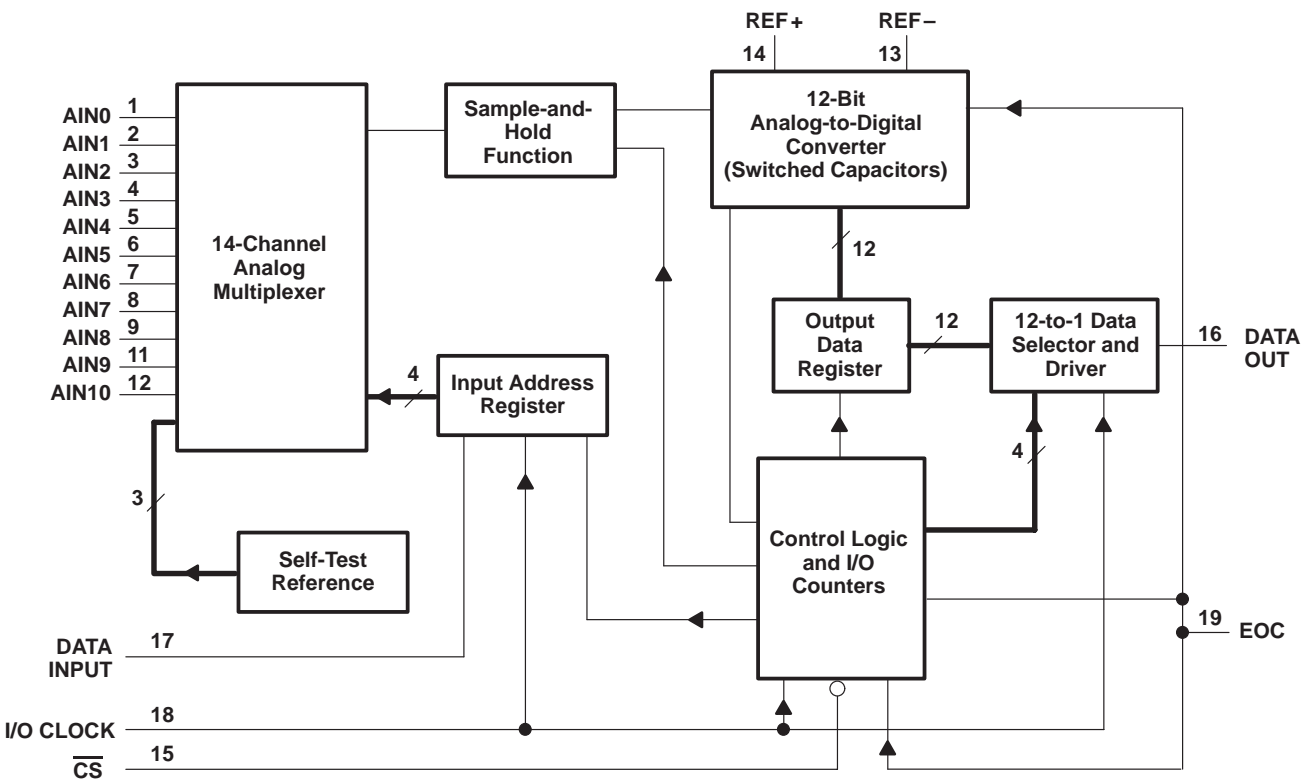 REF+
REF–
14
13
12-Bit
Analog-to-Digital
Converter
(Switched Capacitors)
Sample-and-
Hold
Function
14-Channel
Analog
Multiplexer
AIN0 1
AIN1 2
AIN2 3
AIN3 4
AIN4 5
AIN5 6
AIN6 7
AIN7 8
AIN8 9
AIN9 11
AIN10 12
12
Output
Data
Register
12
12-to-1 Data
Selector and
Driver
16 DATA
OUT
4
Input Address
Register
4
3
Self-Test
Reference
Control Logic
and I/O
Counters
19 EOC
DATA
INPUT
17
I/O CLOCK 18
CS 15